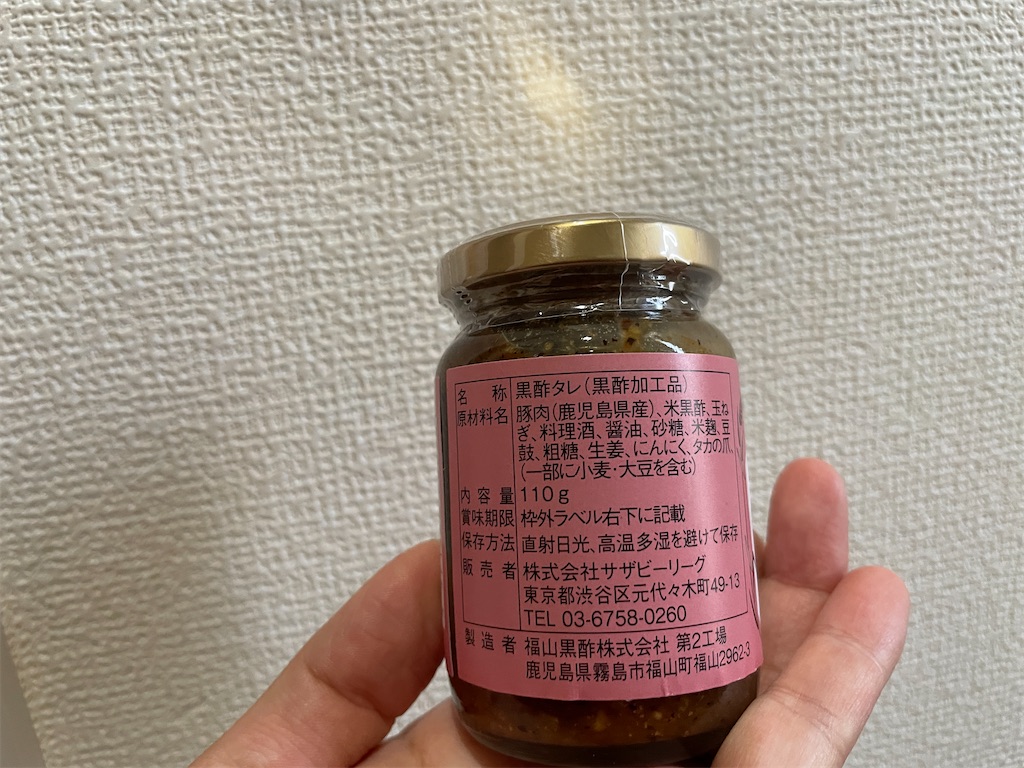 名称 黒酢タレ（黒酢加工品）
原材料名 豚肉（鹿児島県産）、米黒酢、玉ね
ぎ、料理酒、醤油、砂糖、米麹、豆
鼓、粗糖、生姜、にんにく、タカの爪、
（一部に小麦・大豆を含む）
内容量 110g
賞味期限 枠外ラベル右下に記載
保存方法 直射日光、高温多湿を避けて保存
販売者 株式会社サザビーリーグ
東京都渋谷区元代々木町49-13
TEL 03-6758-0260
製造者 福山黒酢株式会社 第2工場
鹿児島県霧島市福山町福山2962-3